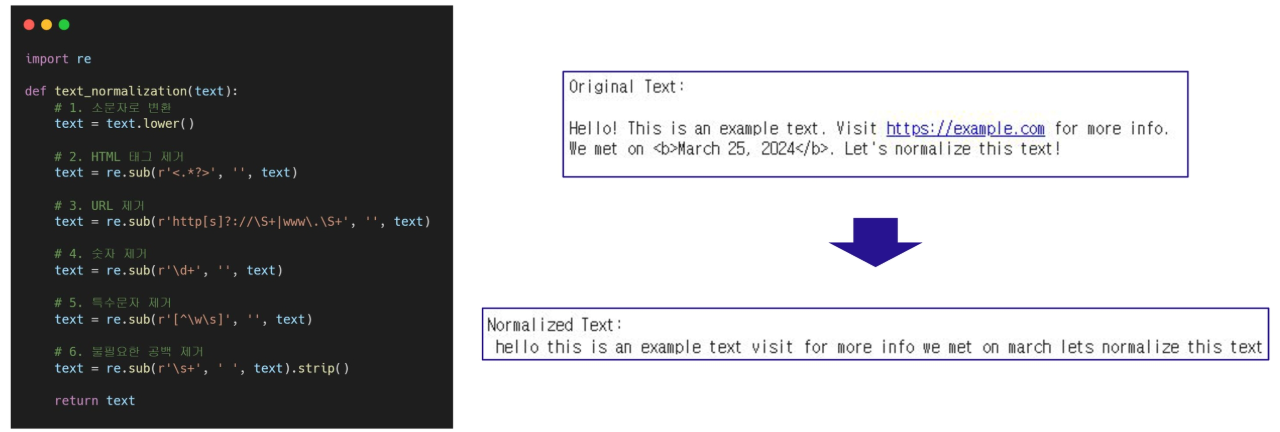 import re
def text_normalization(text):
# 1. 소문자로 변환
text = text.lower()
# 2. HTML 태그 제거
text = re.sub(r'<.*?>', '', text)
# 3. URL 제거
text = re.sub(r'http[s]?://\S+|www\.\S+', '', text)
# 4. 숫자 제거
text = re.sub(r'\d+', '', text)
# 5. 특수문자 제거
text = re.sub(r'[^\w\s]', '', text)
# 6. 불필요한 공백 제거
text = re.sub(r'\s+', ' ', text).strip()
return text
Original Text:
Hello! This is an example text. Visit https://example.com for more info.
We met on <b>March 25, 2024</b>. Let's normalize this text!
Normalized Text:
hello this is an example text visit for more info we met on march lets normalize this text